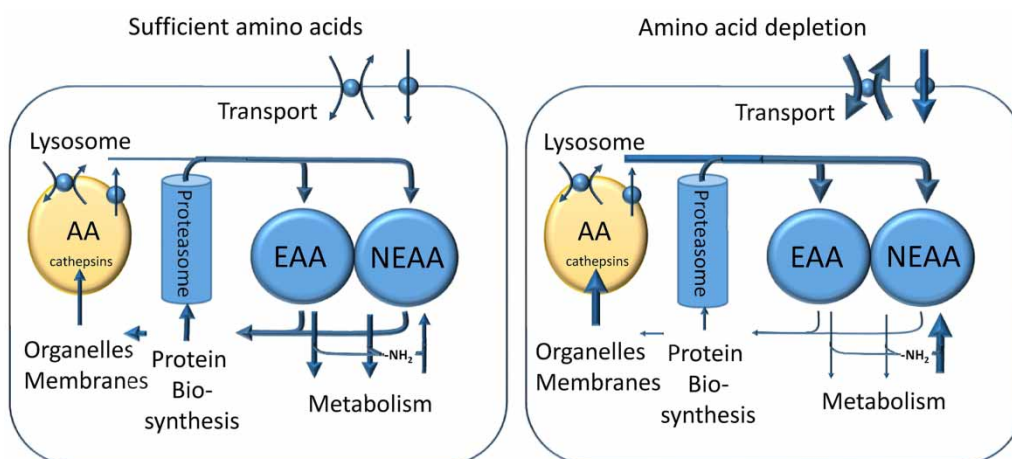 Sufficient amino acids
Transport
Lysosome
AA
cathepsins
Proteasome
EAA
NEAA
-NH₂
Organelles
Membranes
Protein
Bio-
synthesis
Metabolism
Amino acid depletion
Transport
Lysosome
AA
cathepsins
Proteasome
EAA
NEAA
-NH₂
Organelles
Membranes
Protein
Bio-
synthesis
Metabolism